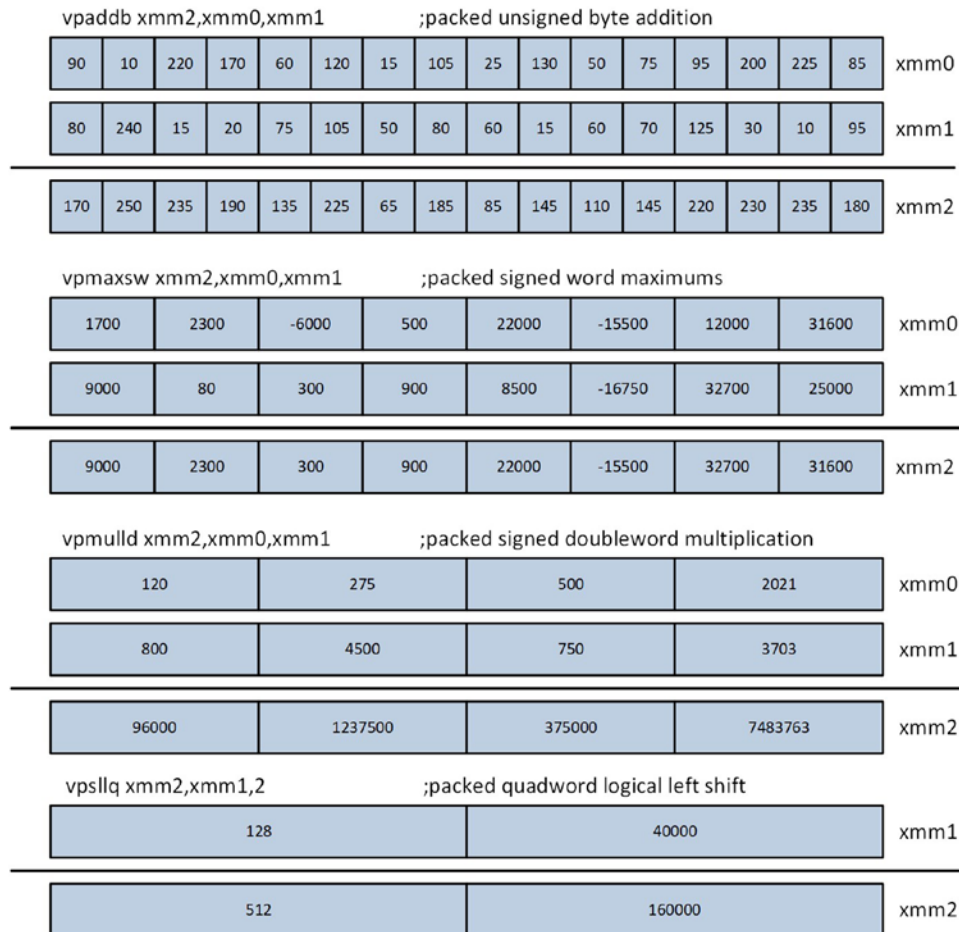 vpaddb xmm2,xmm0,xmm1 ;packed unsigned byte addition
90 10 220 170 60 120 15 105 25 130 50 75 95 200 225 85 xmm0
80 240 15 20 75 105 50 80 60 15 60 70 125 30 10 95 xmm1
170 250 235 190 135 225 65 185 85 145 110 145 220 230 235 180 xmm2
vpmaxsw xmm2,xmm0,xmm1 ;packed signed word maximums
1700 2300 -6000 500 22000 -15500 12000 31600 xmm0
9000 80 300 900 8500 -16750 32700 25000 xmm1
9000 2300 300 900 22000 -15500 32700 31600 xmm2
vpmulld xmm2,xmm0,xmm1 ;packed signed doubleword multiplication
120 275 500 2021 xmm0
800 4500 750 3703 xmm1
96000 1237500 375000 7483763 xmm2
vpsllq xmm2,xmm1,2 ;packed quadword logical left shift
128 40000 xmm1
512 160000 xmm2